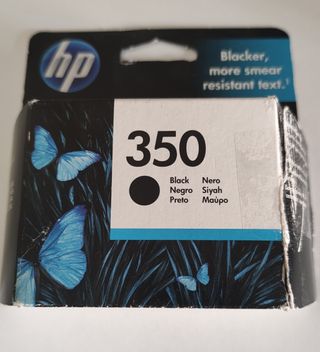 hp
Blacker,
more smear
resistant text.¹
350
Black Nero
Negro Siyah
Preto Μαύρο